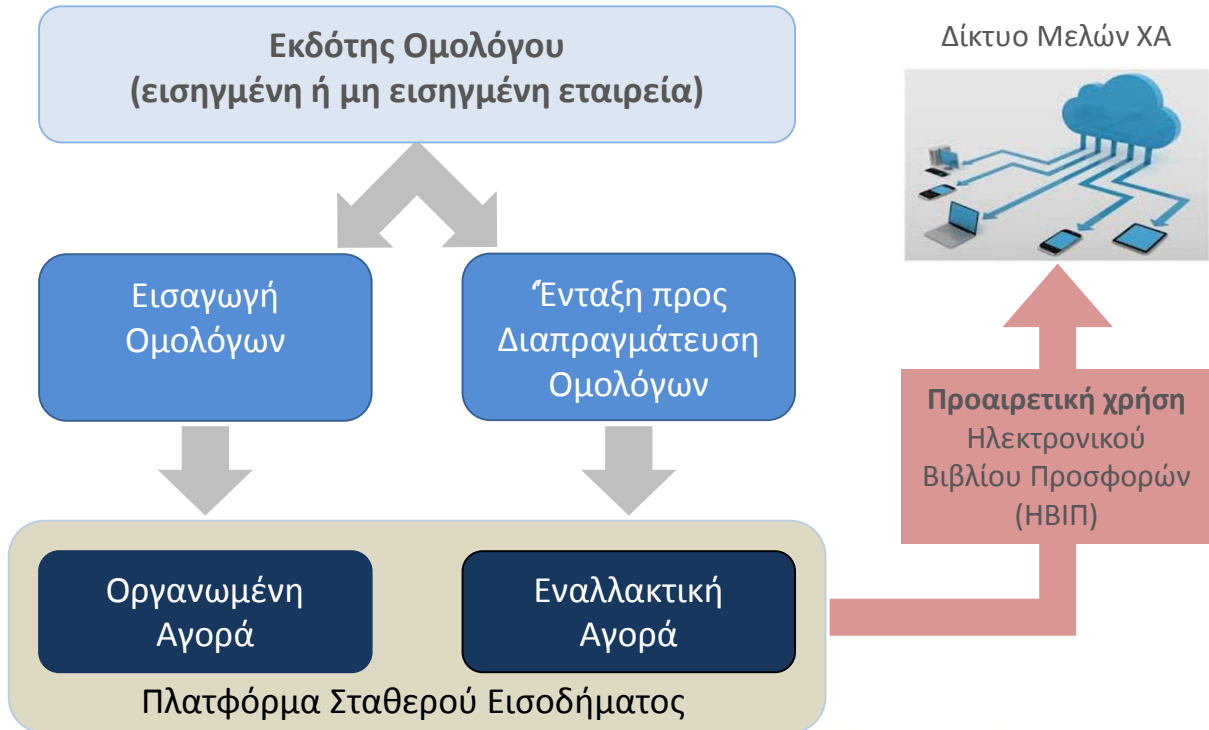 Εκδότης Ομολόγου
(εισηγμένη ή μη εισηγμένη εταιρεία)
Δίκτυο Μελών ΧΑ
Εισαγωγή
Ομολόγων
‘Ένταξη προς
Διαπραγμάτευση
Ομολόγων
Προαιρετική χρήση
Ηλεκτρονικού
Βιβλίου Προσφορών
(ΗΒΙΠ)
Οργανωμένη
Αγορά
Εναλλακτική
Αγορά
Πλατφόρμα Σταθερού Εισοδήματος